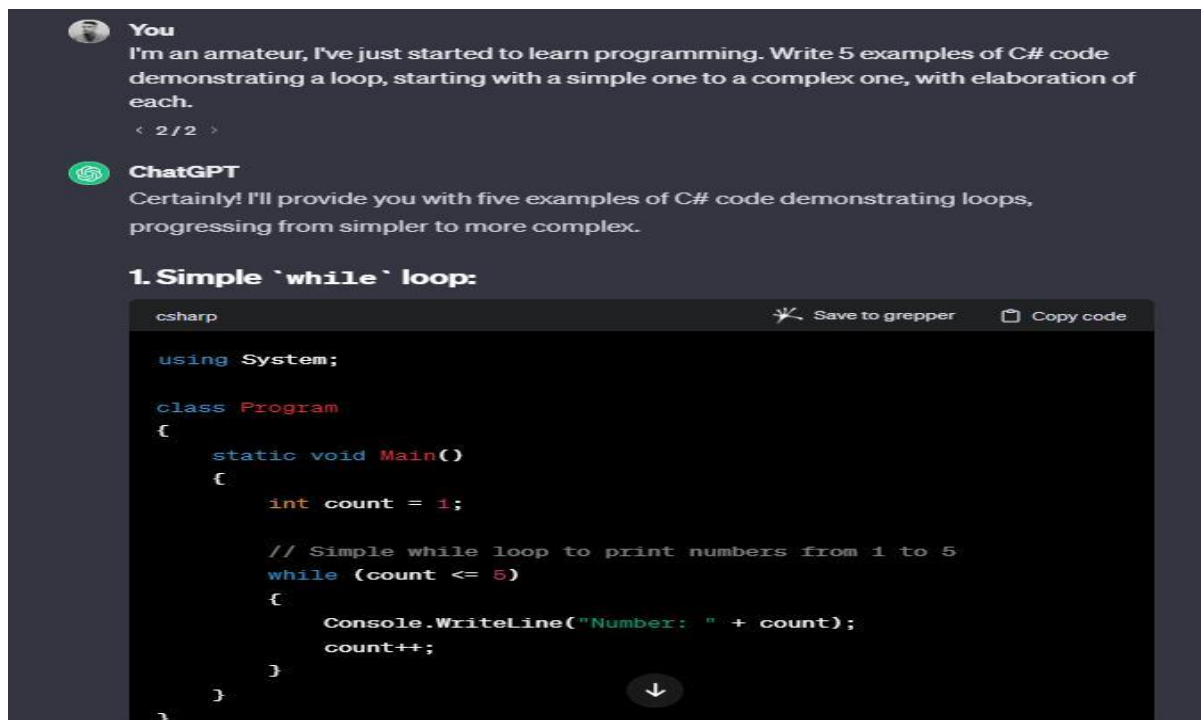 You
I'm an amateur, I've just started to learn programming. Write 5 examples of C# code
demonstrating a loop, starting with a simple one to a complex one, with elaboration of
each.
< 2/2 >
ChatGPT
Certainly! I'll provide you with five examples of C# code demonstrating loops,
progressing from simpler to more complex.
1. Simple `while` loop:
csharp Save to grepper Copy code
using System;
class Program
{
static void Main()
{
int count = 1;
// Simple while loop to print numbers from 1 to 5
while (count <= 5)
{
Console.WriteLine("Number: " + count);
count++;
}
}
}